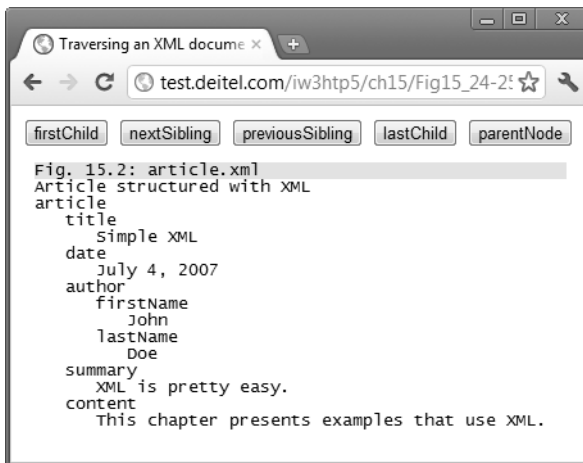 Traversing an XML docume
test.deitel.com/iw3htp5/ch15/Fig15_24-25
firstChild nextSibling previousSibling lastChild parentNode
Fig. 15.2: article.xml
Article structured with XML
article
title
Simple XML
date
July 4, 2007
author
firstName
John
lastName
Doe
summary
XML is pretty easy.
content
This chapter presents examples that use XML.